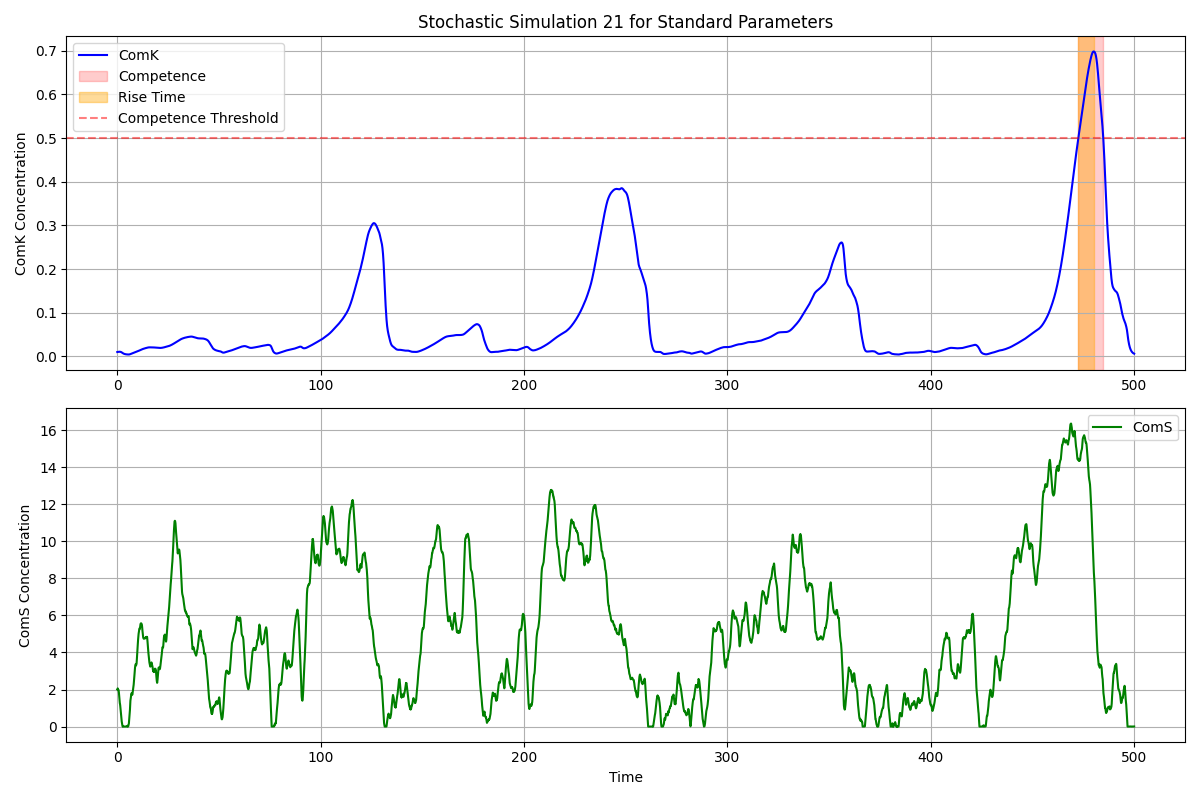 Stochastic Simulation 21 for Standard Parameters
ComK Concentration
0.7
0.6
0.5
0.4
0.3
0.2
0.1
0.0
ComK
Competence
Rise Time
Competence Threshold
0 100 200 300 400 500
ComS Concentration
16
14
12
10
8
6
4
2
0
ComS
0 100 200 300 400 500
Time